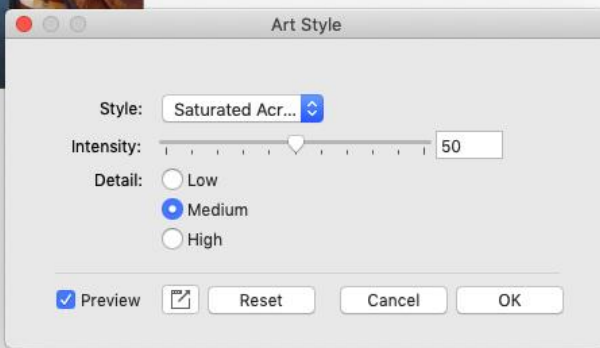 Art Style
Style: Saturated Acr...
Intensity: 50
Detail: Low
Medium
High
Preview Reset Cancel OK